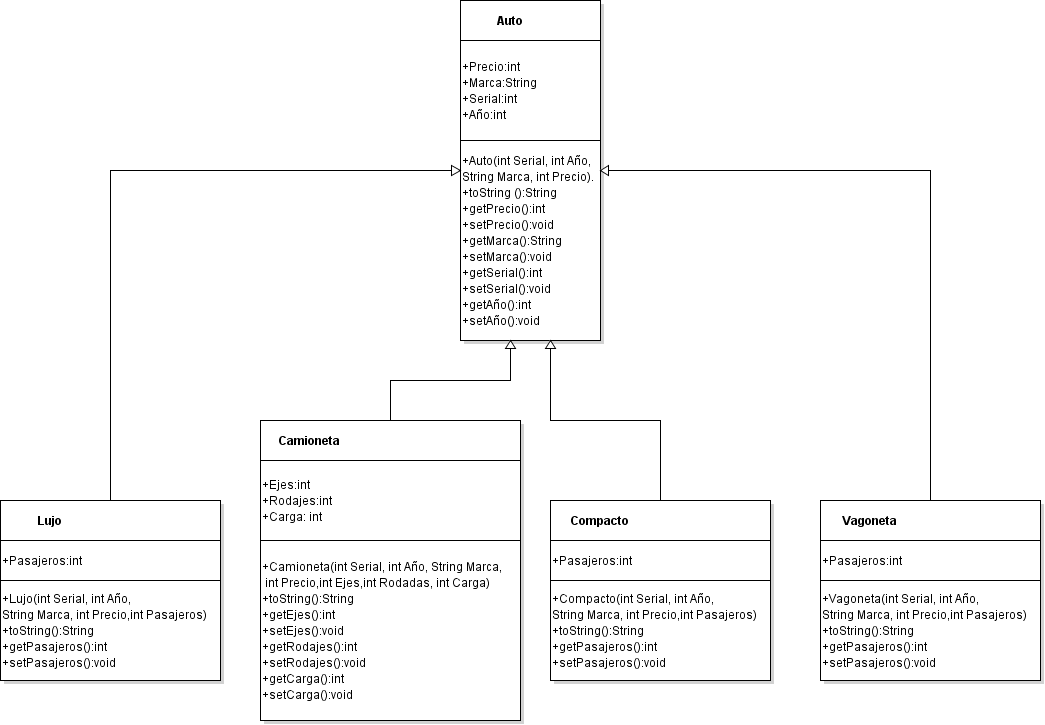 Auto
+Precio:int
+Marca:String
+Serial:int
+Año:int
+Auto(int Serial, int Año,
String Marca, int Precio).
+toString ():String
+getPrecio():int
+setPrecio():void
+getMarca():String
+setMarca():void
+getSerial():int
+setSerial():void
+getAño():int
+setAño():void
Lujo
+Pasajeros:int
+Lujo(int Serial, int Año,
String Marca, int Precio,int Pasajeros)
+toString():String
+getPasajeros():int
+setPasajeros():void
Camioneta
+Ejes:int
+Rodajes:int
+Carga: int
+Camioneta(int Serial, int Año, String Marca,
int Precio,int Ejes,int Rodadas, int Carga)
+toString():String
+getEjes():int
+setEjes():void
+getRodajes():int
+setRodajes():void
+getCarga():int
+setCarga():void
Compacto
+Pasajeros:int
+Compacto(int Serial, int Año,
String Marca, int Precio,int Pasajeros)
+toString():String
+getPasajeros():int
+setPasajeros():void
Vagoneta
+Pasajeros:int
+Vagoneta(int Serial, int Año,
String Marca, int Precio,int Pasajeros)
+toString():String
+getPasajeros():int
+setPasajeros():void